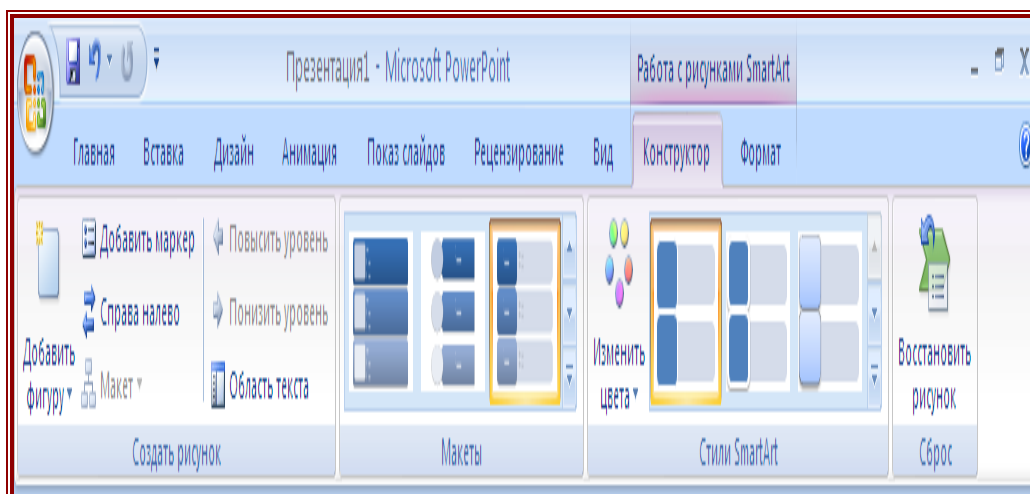 Презентация1 - Microsoft PowerPoint
Работа с рисунками SmartArt
Главная Вставка Дизайн Анимация Показ слайдов Рецензирование Вид Конструктор Формат
Добавить фигуру
Добавить маркер
Справа налево
Макет
Повысить уровень
Понизить уровень
Область текста
Изменить цвета
Восстановить рисунок
Создать рисунок
Макеты
Стили SmartArt
Сброс